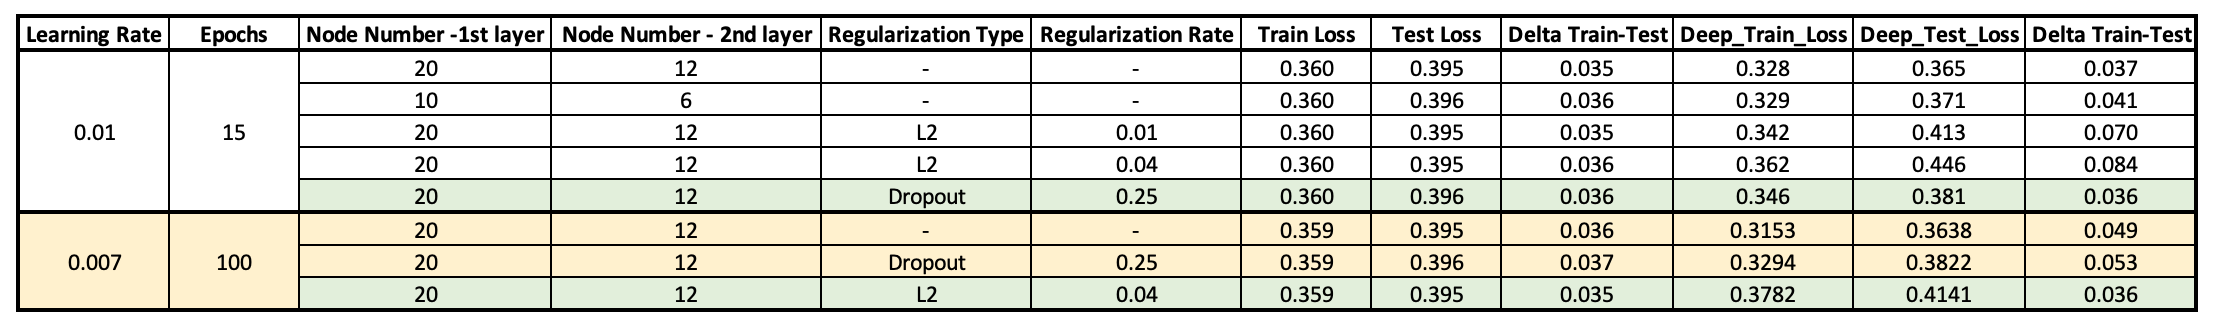 Learning Rate Epochs Node Number -1st layer Node Number - 2nd layer Regularization Type Regularization Rate Train Loss Test Loss Delta Train-Test Deep_Train_Loss Deep_Test_Loss Delta Train-Test
20 12 - - 0.360 0.395 0.035 0.328 0.365 0.037
10 6 - - 0.360 0.396 0.036 0.329 0.371 0.041
0.01 15 20 12 L2 0.01 0.360 0.395 0.035 0.342 0.413 0.070
20 12 L2 0.04 0.360 0.395 0.036 0.362 0.446 0.084
20 12 Dropout 0.25 0.360 0.396 0.036 0.346 0.381 0.036
20 12 - - 0.359 0.395 0.036 0.3153 0.3638 0.049
0.007 100 20 12 Dropout 0.25 0.359 0.396 0.037 0.3294 0.3822 0.053
20 12 L2 0.04 0.359 0.395 0.035 0.3782 0.4141 0.036